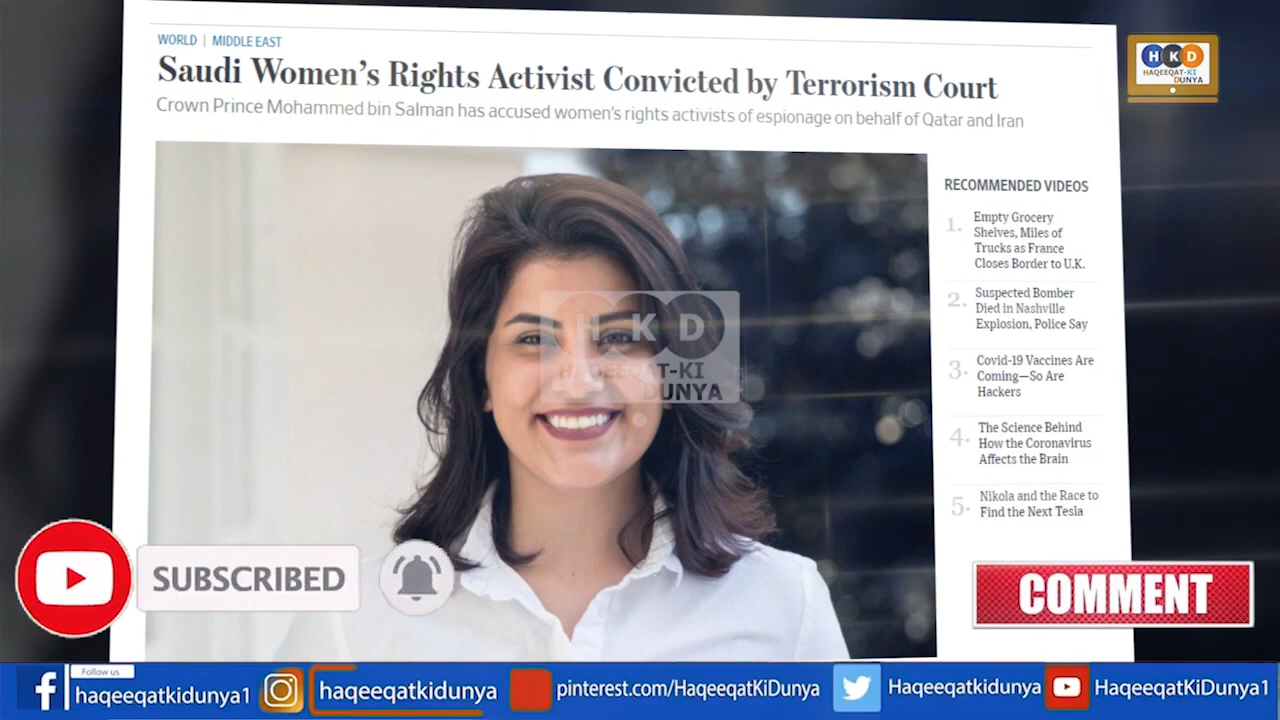 WORLD | MIDDLE EAST
Saudi Women's Rights Activist Convicted by Terrorism Court
Crown Prince Mohammed bin Salman has accused women's rights activists of espionage on behalf of Qatar and Iran
HKD
HAQEEQAT-KI
DUNYA
RECOMMENDED VIDEOS
1. Empty Grocery
Shelves, Miles of
Trucks as France
Closes Border to U.K.
2. Suspected Bomber
Died in Nashville
Explosion, Police Say
3. Covid-19 Vaccines Are
Coming—So Are
Hackers
4. The Science Behind
How the Coronavirus
Affects the Brain
5. Nikola and the Race to
Find the Next Tesla
HKD
HAQEEQAT-KI
DUNYA
SUBSCRIBED
COMMENT
Follow us
haqeeqatkidunya1
haqeeqatkidunya
pinterest.com/HaqeeqatKiDunya
Haqeeqatkidunya
HaqeeqatKiDunya1